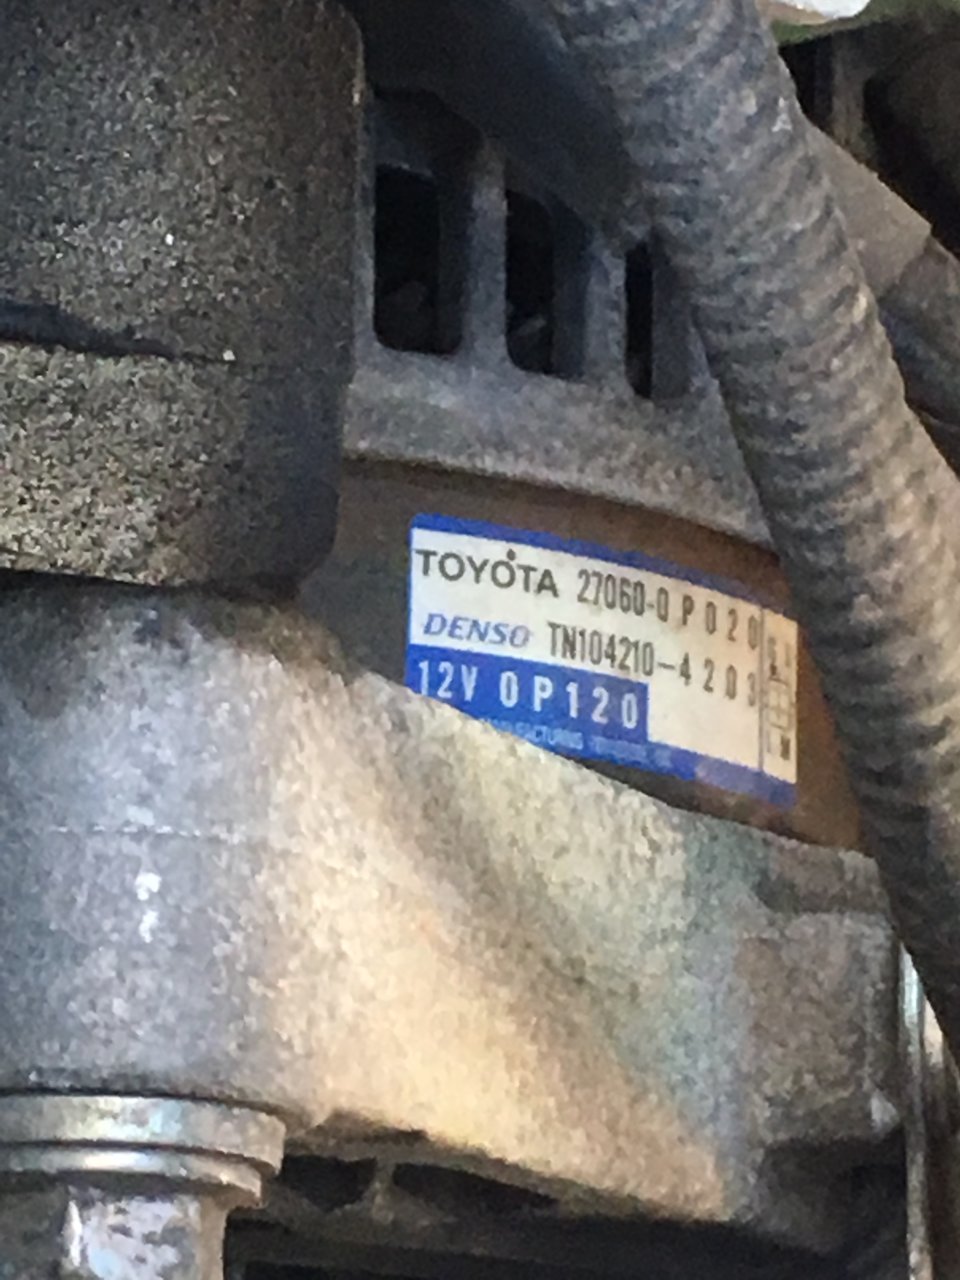 TOYOTA 27060-0P020
DENSO TN104210-4203
12V 0P120